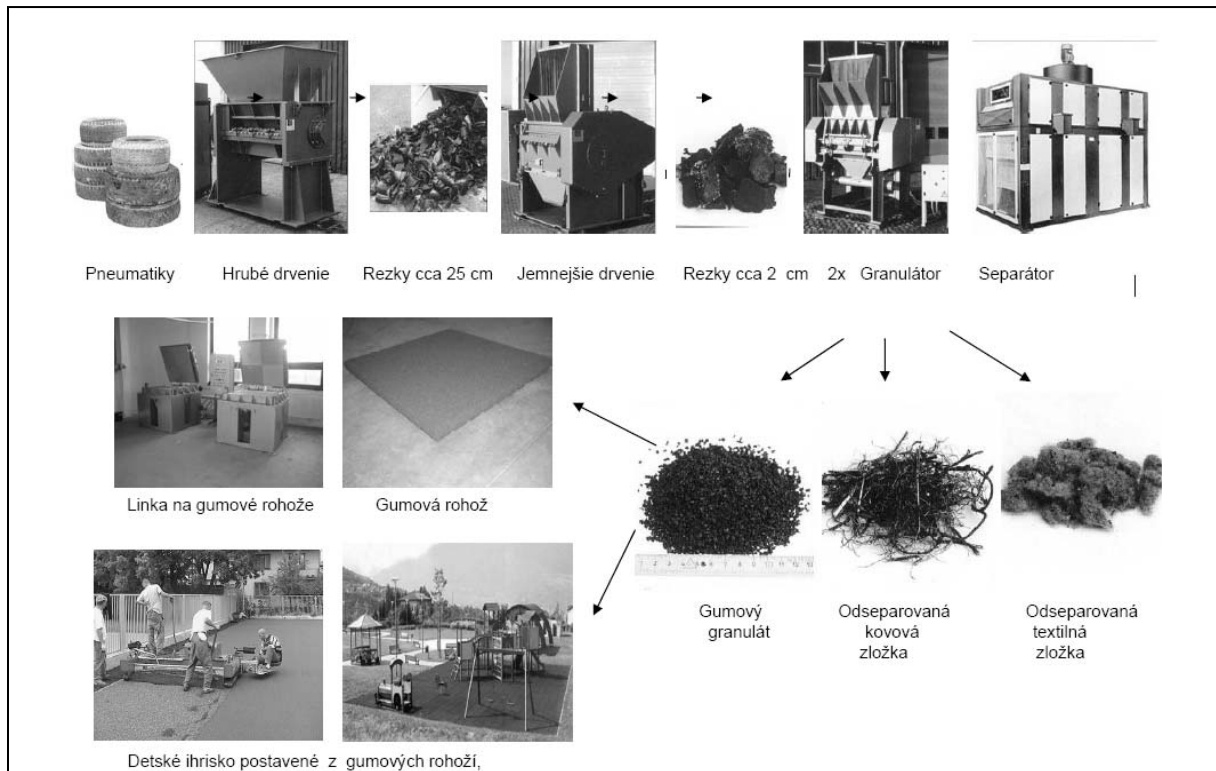 Pneumatiky Hrubé drvenie Rezky cca 25 cm Jemnejšie drvenie Rezky cca 2 cm 2x Granulátor Separátor
Linka na gumové rohože Gumová rohož
Gumový
granulát
Odseparovaná
kovová
zložka
Odseparovaná
textilná
zložka
Detské ihrisko postavené z gumových rohoží,